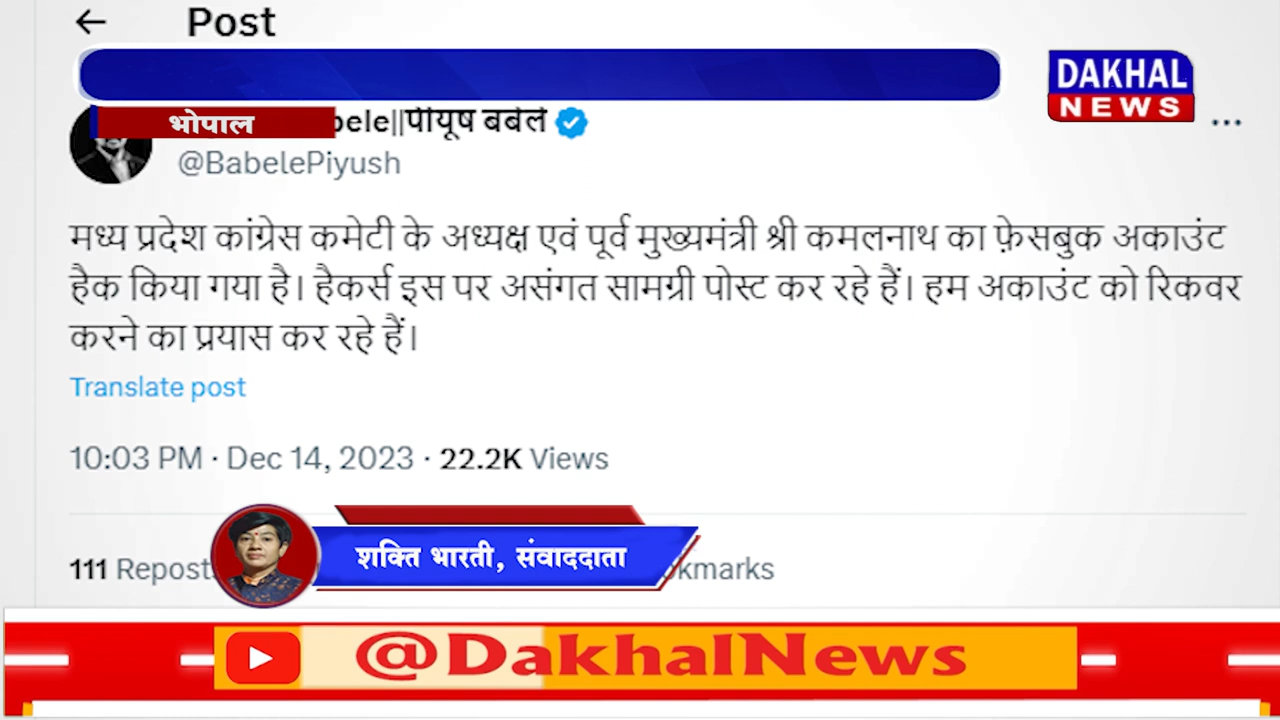 Post
DAKHAL
NEWS
भोपाल
bele||पीयूष बबेले
@BabelePiyush
मध्य प्रदेश कांग्रेस कमेटी के अध्यक्ष एवं पूर्व मुख्यमंत्री श्री कमलनाथ का फ़ेसबुक अकाउंट
हैक किया गया है। हैकर्स इस पर असंगत सामग्री पोस्ट कर रहे हैं। हम अकाउंट को रिकवर
करने का प्रयास कर रहे हैं।
Translate post
10:03 PM · Dec 14, 2023 · 22.2K Views
शक्ति भारती, संवाददाता
111 Repost
kmarks
@DakhalNews